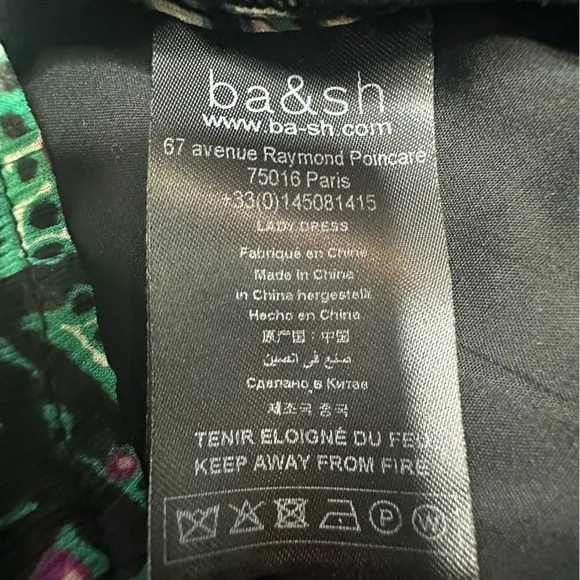 ba&sh
www.ba-sh.com
67 avenue Raymond Poincare
75016 Paris
+33(0)145081415
LADY DRESS
Fabriqué en Chine
Made in China
in China hergestellt
Hecho en China
原产国：中国
صنع في الصين
Сделано в Китае
제조국 중국
TENIR ELOIGNÉ DU FEU
KEEP AWAY FROM FIRE
P W